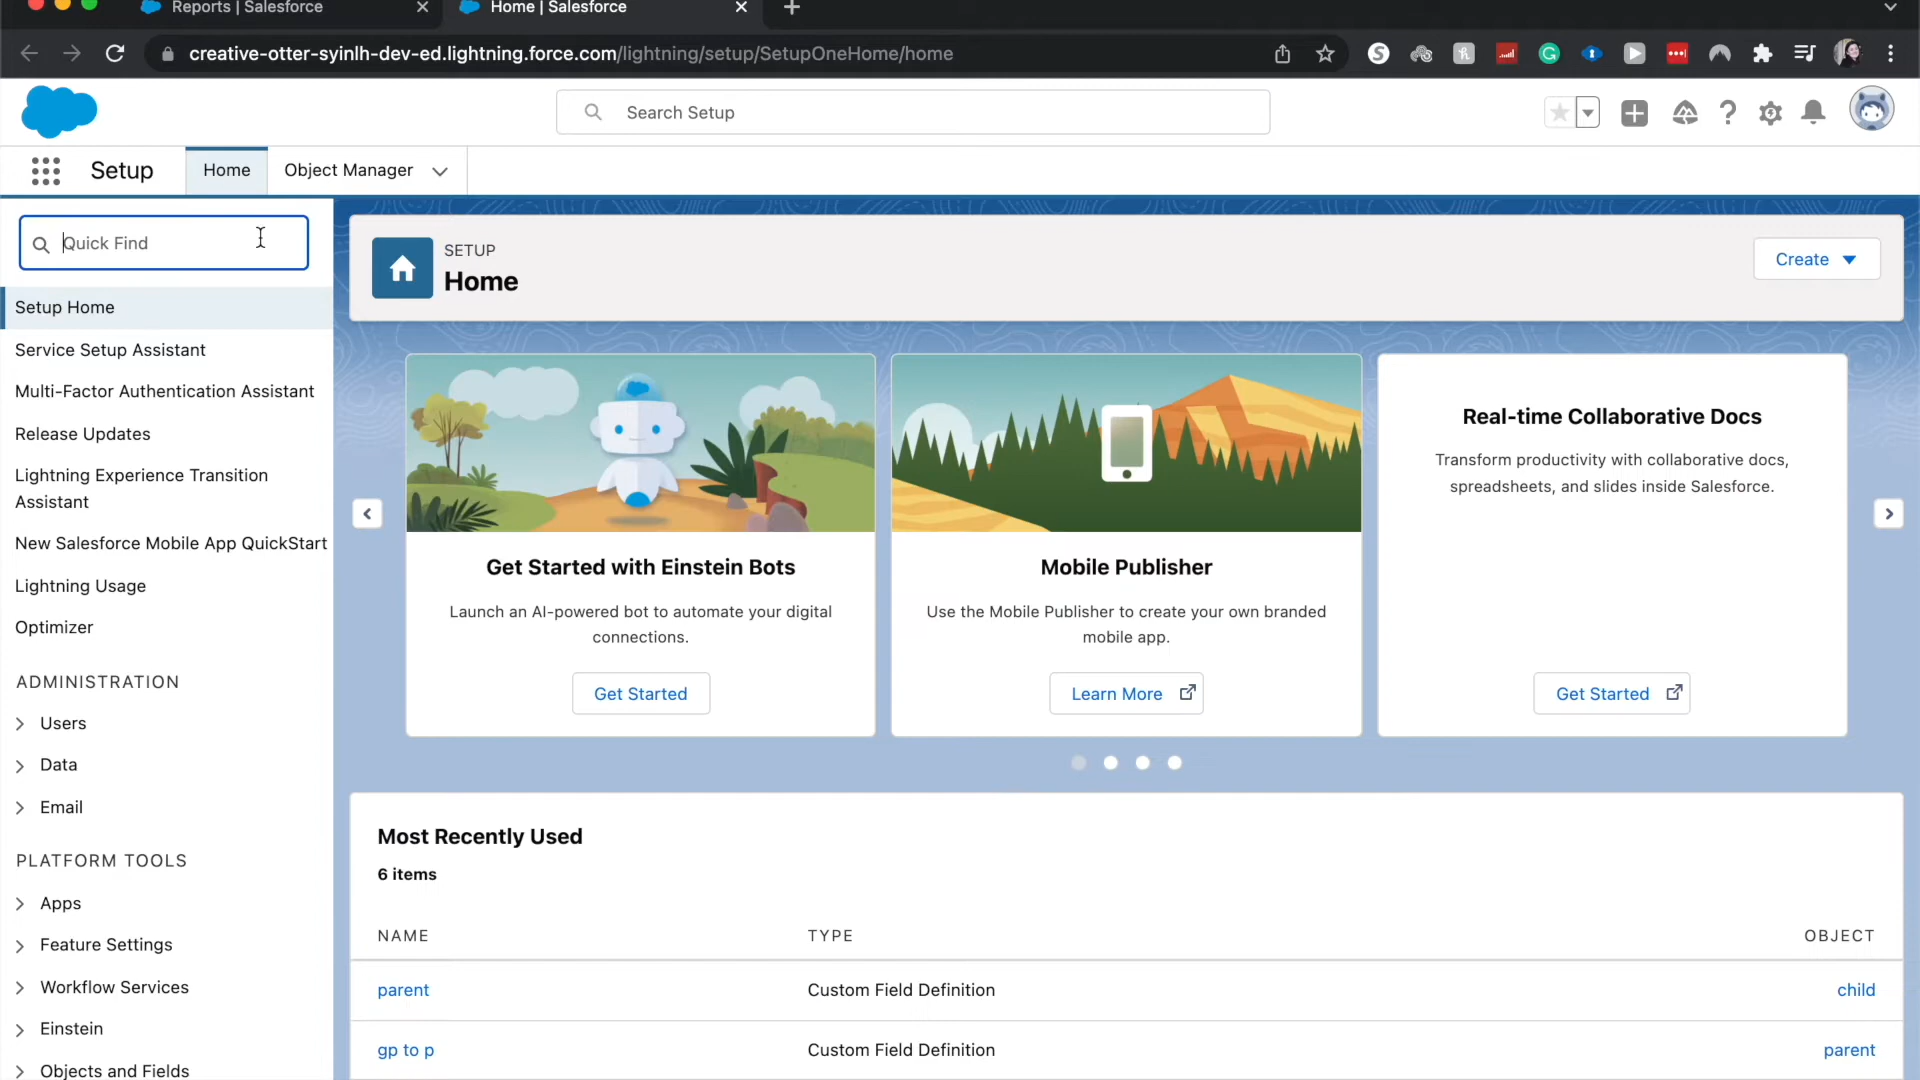 Reports | Salesforce
Home | Salesforce
creative-otter-syinlh-dev-ed.lightning.force.com/lightning/setup/SetupOneHome/home
Search Setup
Setup
Home
Object Manager
Quick Find
Setup Home
Service Setup Assistant
Multi-Factor Authentication Assistant
Release Updates
Lightning Experience Transition
Assistant
New Salesforce Mobile App QuickStart
Lightning Usage
Optimizer
ADMINISTRATION
Users
Data
Email
PLATFORM TOOLS
Apps
Feature Settings
Workflow Services
Einstein
Objects and Fields
SETUP
Home
Create
Get Started with Einstein Bots
Launch an AI-powered bot to automate your digital
connections.
Get Started
Mobile Publisher
Use the Mobile Publisher to create your own branded
mobile app.
Learn More
Real-time Collaborative Docs
Transform productivity with collaborative docs,
spreadsheets, and slides inside Salesforce.
Get Started
Most Recently Used
6 items
NAME TYPE OBJECT
parent Custom Field Definition child
gp to p Custom Field Definition parent